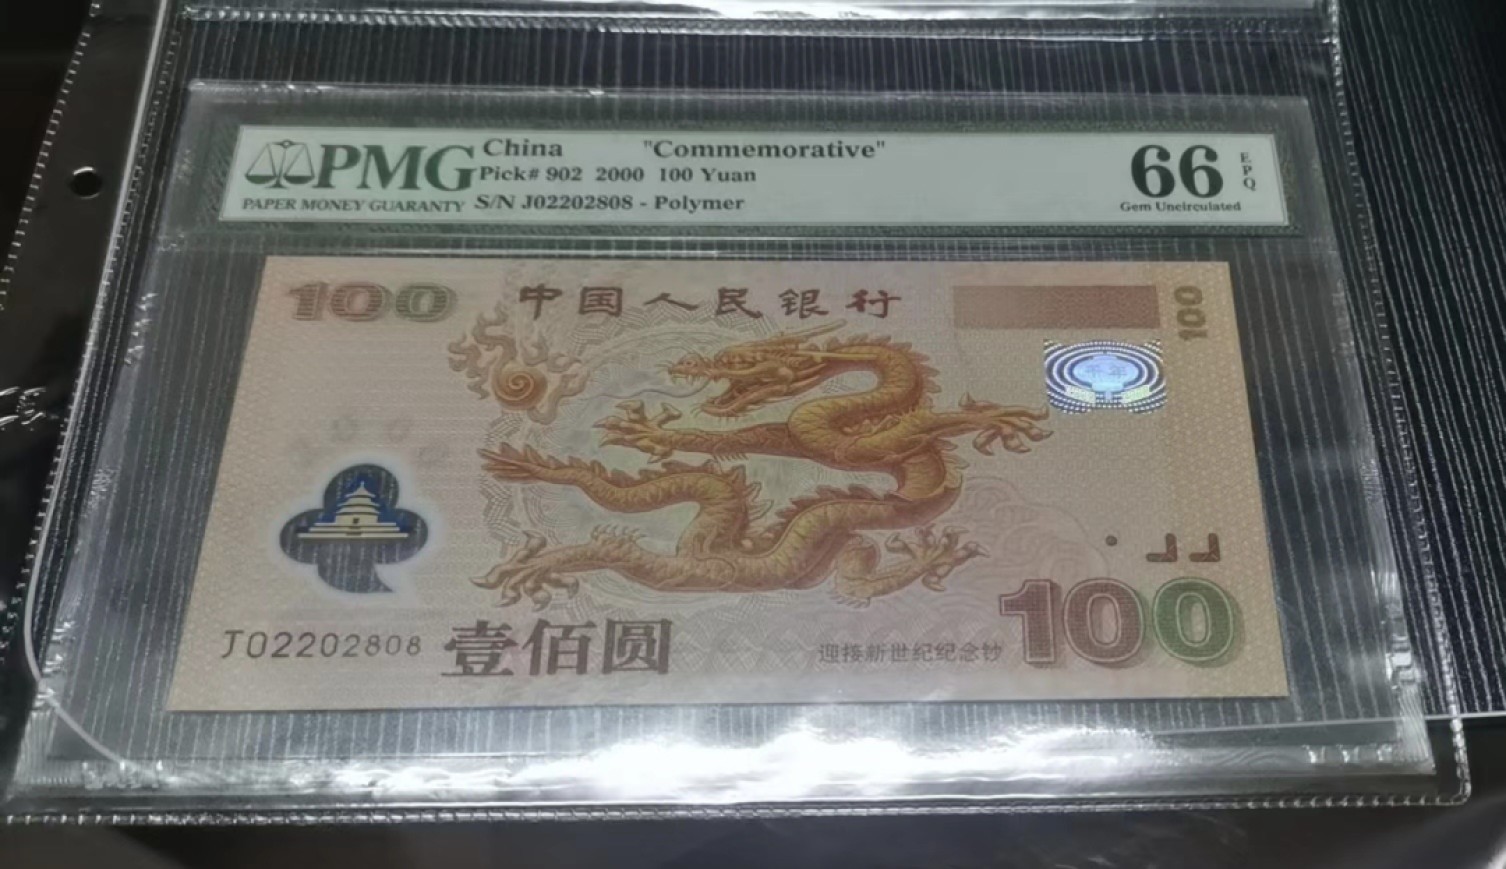 PMG
PAPER MONEY GUARANTY
China "Commemorative"
Pick# 902 2000 100 Yuan
S/N J02202808 - Polymer
66 EPQ
Gem Uncirculated
100 中国人民银行 100
千年
J02202808 壹佰圆
迎接新世纪纪念钞 100